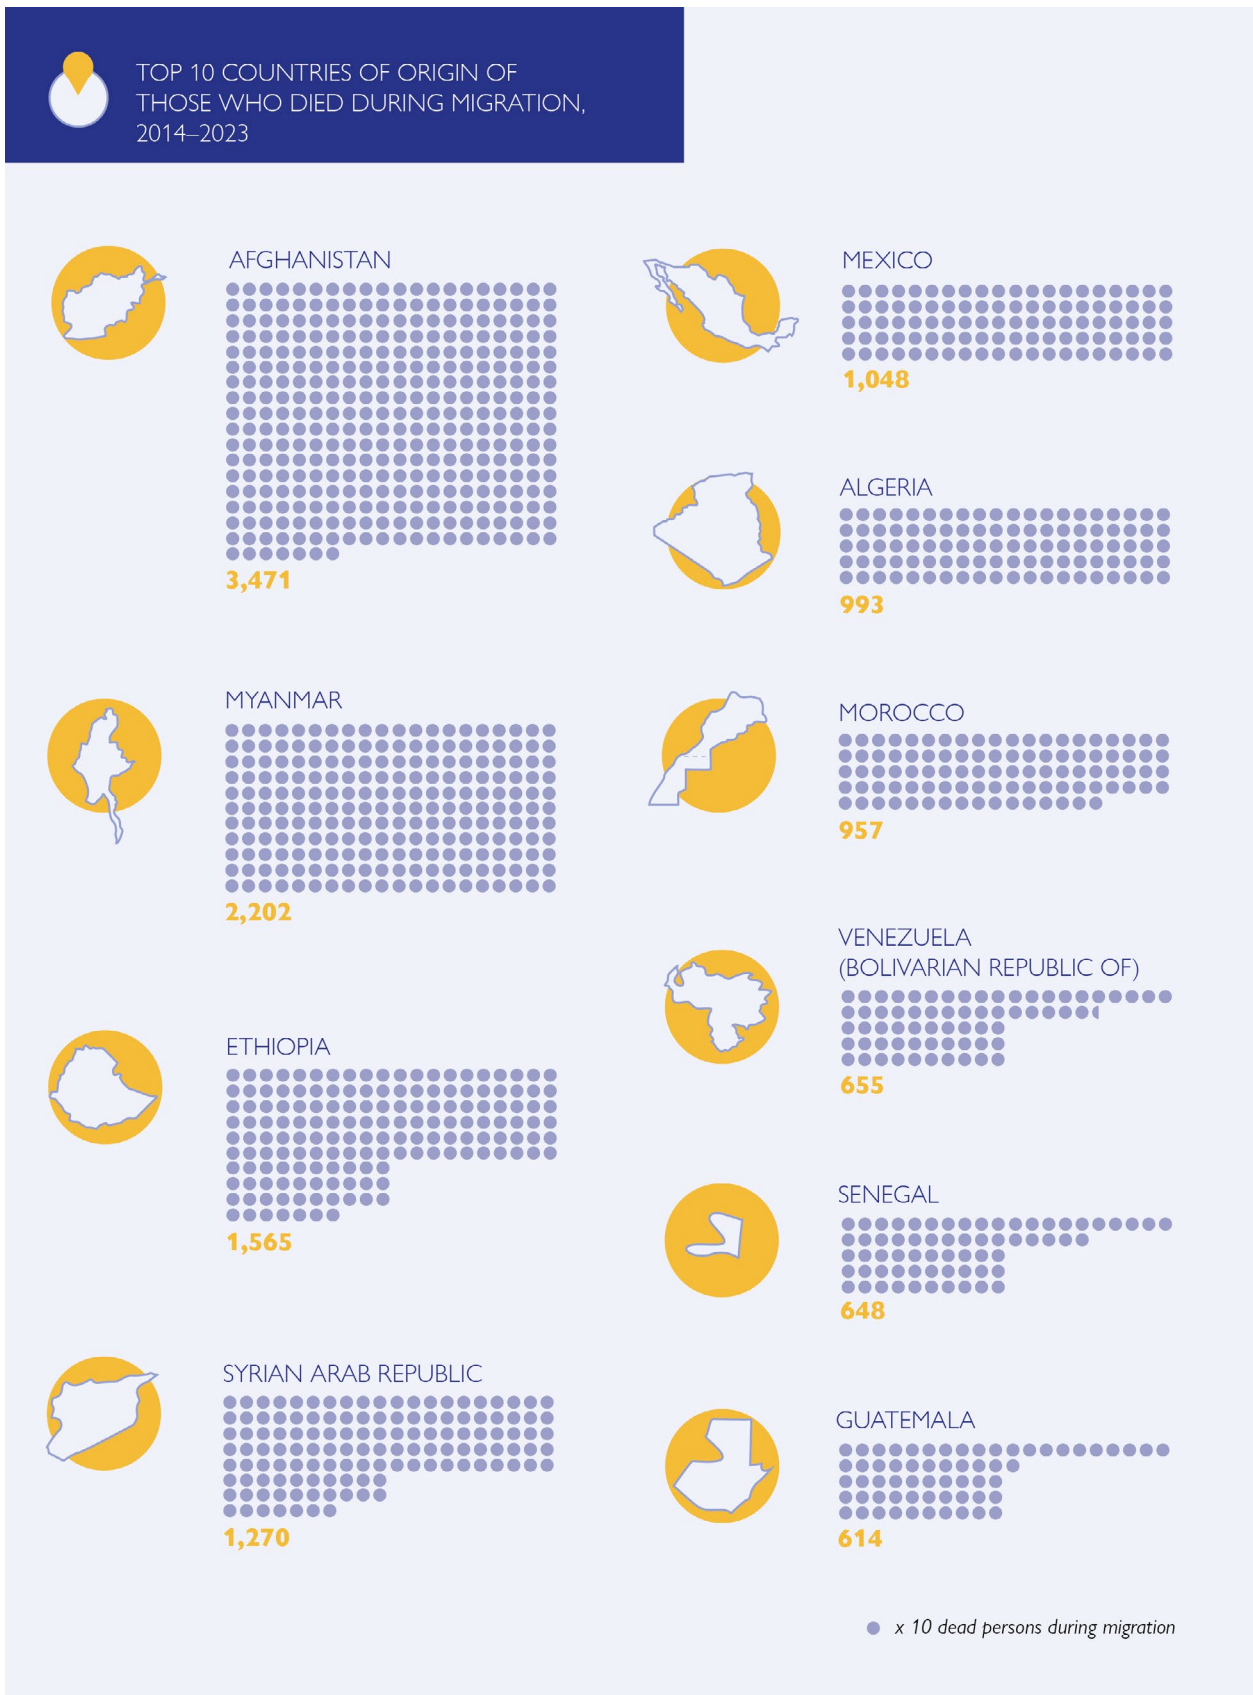 TOP 10 COUNTRIES OF ORIGIN OF
THOSE WHO DIED DURING MIGRATION,
2014–2023
AFGHANISTAN
3,471
MYANMAR
2,202
ETHIOPIA
1,565
SYRIAN ARAB REPUBLIC
1,270
MEXICO
1,048
ALGERIA
993
MOROCCO
957
VENEZUELA
(BOLIVARIAN REPUBLIC OF)
655
SENEGAL
648
GUATEMALA
614
x 10 dead persons during migration